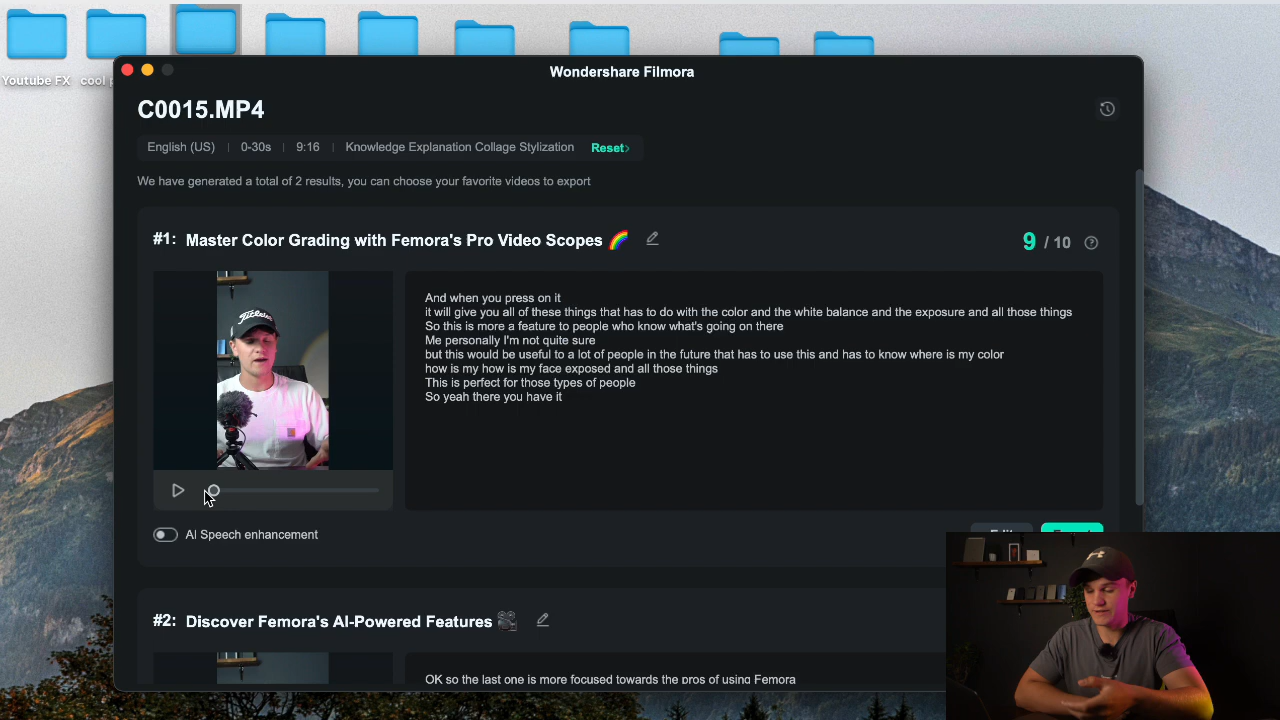 Youtube FX
cool
Wondershare Filmora
C0015.MP4
English (US) | 0-30s | 9:16 | Knowledge Explanation Collage Stylization Reset>
We have generated a total of 2 results, you can choose your favorite videos to export
#1: Master Color Grading with Femora's Pro Video Scopes 🌈
9 / 10
And when you press on it
it will give you all of these things that has to do with the color and the white balance and the exposure and all those things
So this is more a feature to people who know what's going on there
Me personally I'm not quite sure
but this would be useful to a lot of people in the future that has to use this and has to know where is my color
how is my how is my face exposed and all those things
This is perfect for those types of people
So yeah there you have it
Titleist
AI Speech enhancement
#2: Discover Femora's AI-Powered Features 🎥
OK so the last one is more focused towards the pros of using Femora